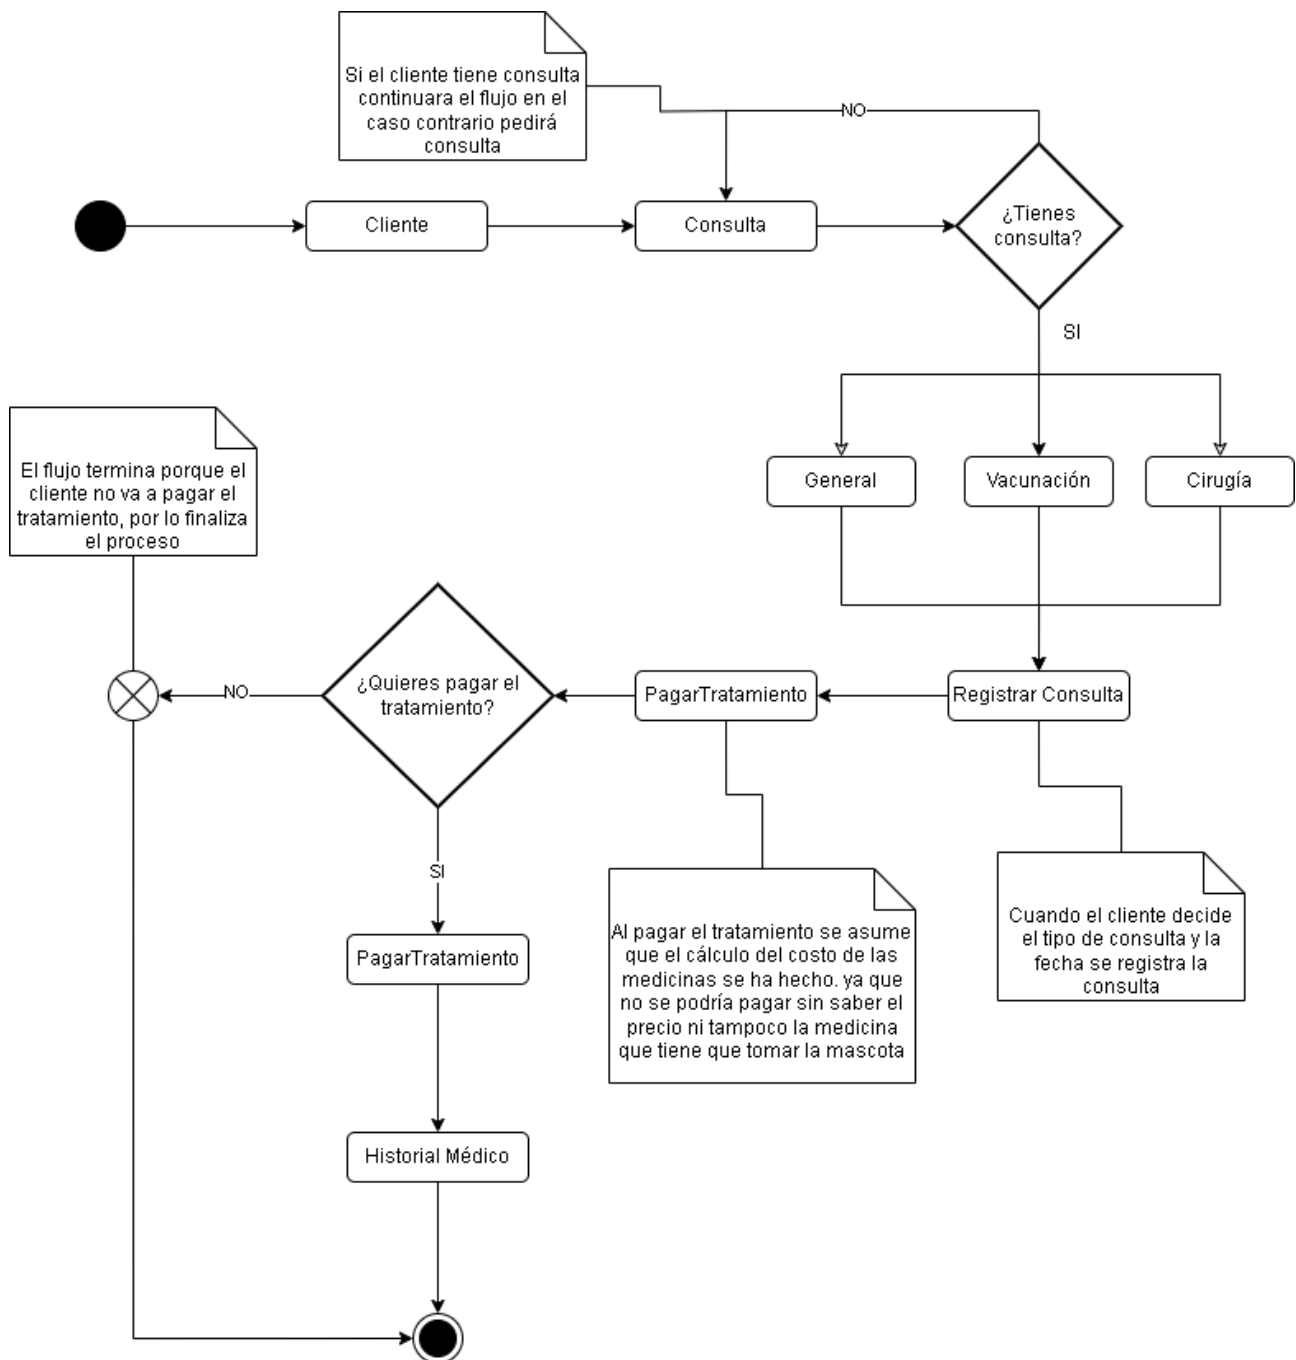 Si el cliente tiene consulta
continuara el flujo en el
caso contrario pedirá
consulta
NO
Cliente
Consulta
¿Tienes
consulta?
SI
General
Vacunación
Cirugía
El flujo termina porque el
cliente no va a pagar el
tratamiento, por lo finaliza
el proceso
NO
¿Quieres pagar el
tratamiento?
PagarTratamiento
Registrar Consulta
SI
PagarTratamiento
Al pagar el tratamiento se asume
que el cálculo del costo de las
medicinas se ha hecho. ya que
no se podría pagar sin saber el
precio ni tampoco la medicina
que tiene que tomar la mascota
Cuando el cliente decide
el tipo de consulta y la
fecha se registra la
consulta
Historial Médico